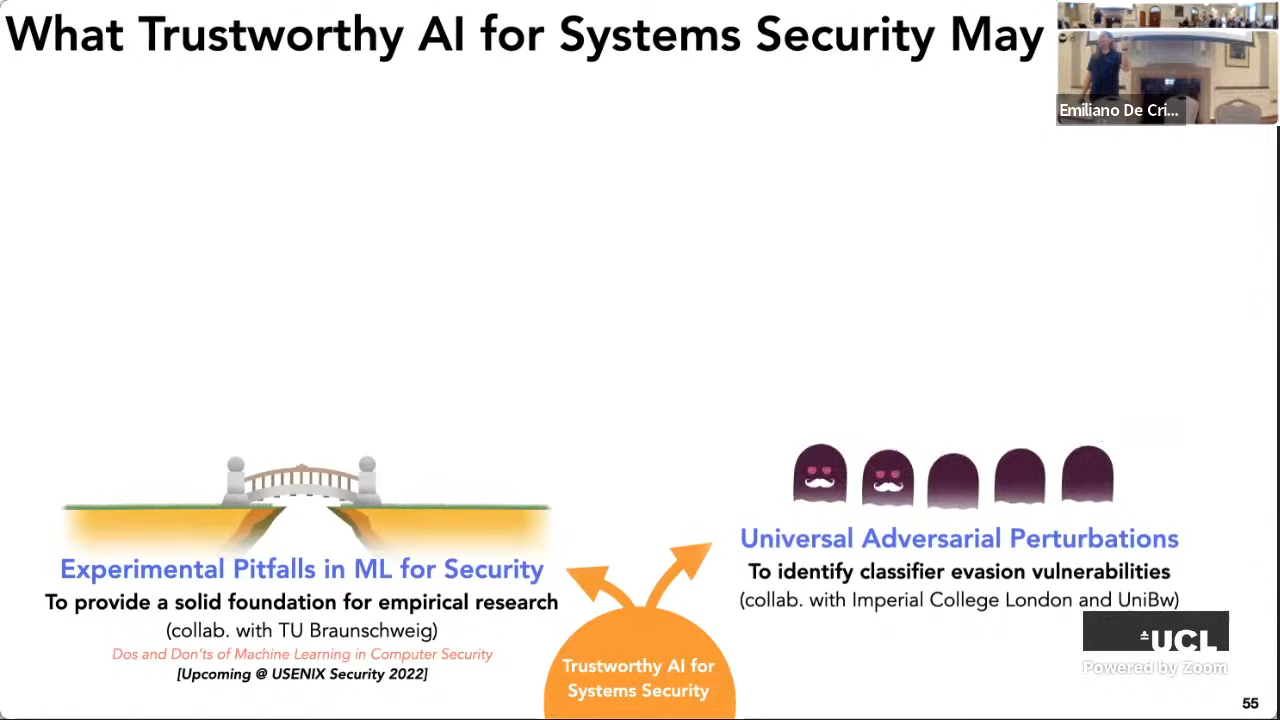 What Trustworthy AI for Systems Security May
Emiliano De Cri...
Experimental Pitfalls in ML for Security
To provide a solid foundation for empirical research
(collab. with TU Braunschweig)
Dos and Don'ts of Machine Learning in Computer Security
[Upcoming @ USENIX Security 2022]
Universal Adversarial Perturbations
To identify classifier evasion vulnerabilities
(collab. with Imperial College London and UniBw)
Trustworthy AI for
Systems Security
UCL
Powered by Zoom
55